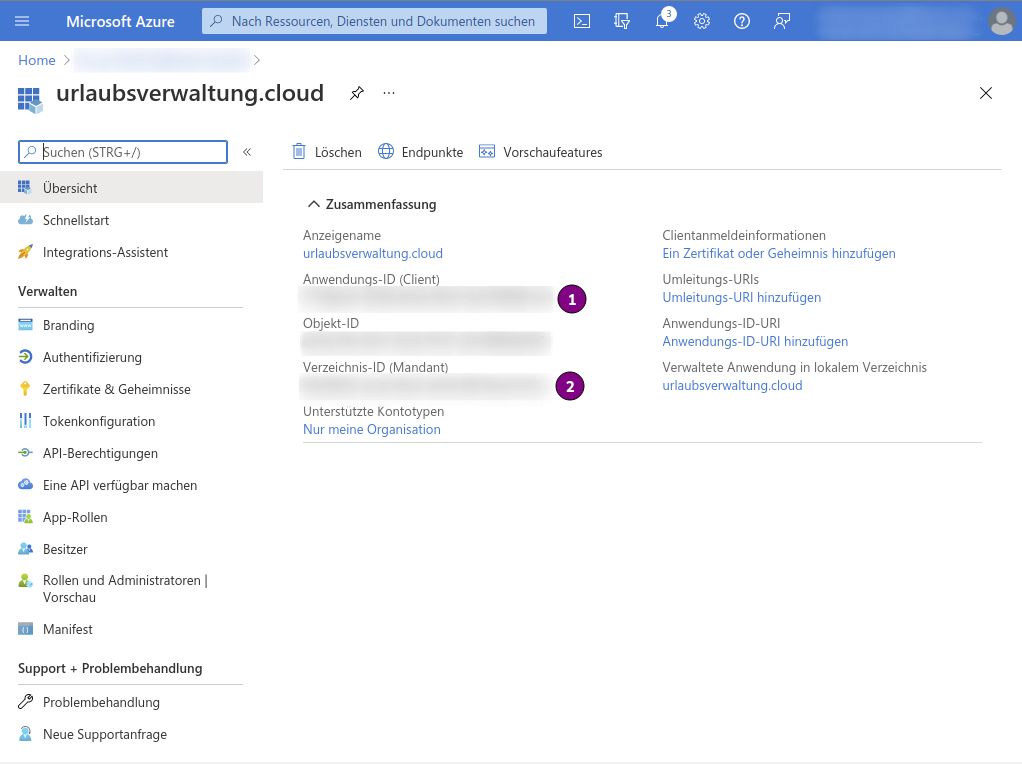 Microsoft Azure
Nach Ressourcen, Diensten und Dokumenten suchen
3
Home
urlaubsverwaltung.cloud
Suchen (STRG+/)
«
Löschen
Endpunkte
Vorschaufeatures
Übersicht
Schnellstart
Integrations-Assistent
Verwalten
Branding
Authentifizierung
Zertifikate & Geheimnisse
Tokenkonfiguration
API-Berechtigungen
Eine API verfügbar machen
App-Rollen
Besitzer
Rollen und Administratoren |
Vorschau
Manifest
Support + Problembehandlung
Problembehandlung
Neue Supportanfrage
Zusammenfassung
Anzeigename
urlaubsverwaltung.cloud
Anwendungs-ID (Client)
1
Objekt-ID
Verzeichnis-ID (Mandant)
2
Unterstützte Kontotypen
Nur meine Organisation
Clientanmeldeinformationen
Ein Zertifikat oder Geheimnis hinzufügen
Umleitungs-URIs
Umleitungs-URI hinzufügen
Anwendungs-ID-URI
Anwendungs-ID-URI hinzufügen
Verwaltete Anwendung in lokalem Verzeichnis
urlaubsverwaltung.cloud